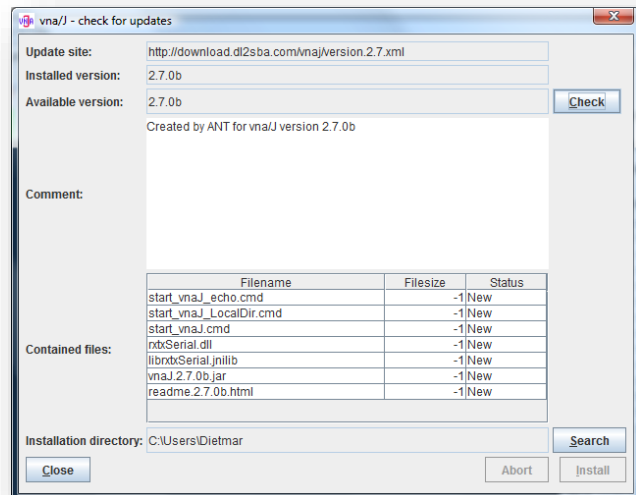 vna/J - check for updates
Update site: http://download.dl2sba.com/vnaj/version.2.7.xml
Installed version: 2.7.0b
Available version: 2.7.0b Check
Created by ANT for vna/J version 2.7.0b
Comment:
Filename Filesize Status
start_vnaJ_echo.cmd -1 New
start_vnaJ_LocalDir.cmd -1 New
start_vnaJ.cmd -1 New
rxtxSerial.dll -1 New
librxtxSerial.jnilib -1 New
vnaJ.2.7.0b.jar -1 New
readme.2.7.0b.html -1 New
Contained files:
Installation directory: C:\Users\Dietmar Search
Close Abort Install